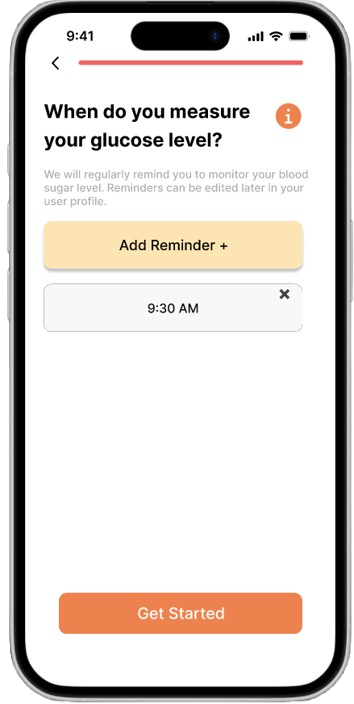 9:41
When do you measure
your glucose level?
i
We will regularly remind you to monitor your blood
sugar level. Reminders can be edited later in your
user profile.
Add Reminder +
9:30 AM
Get Started